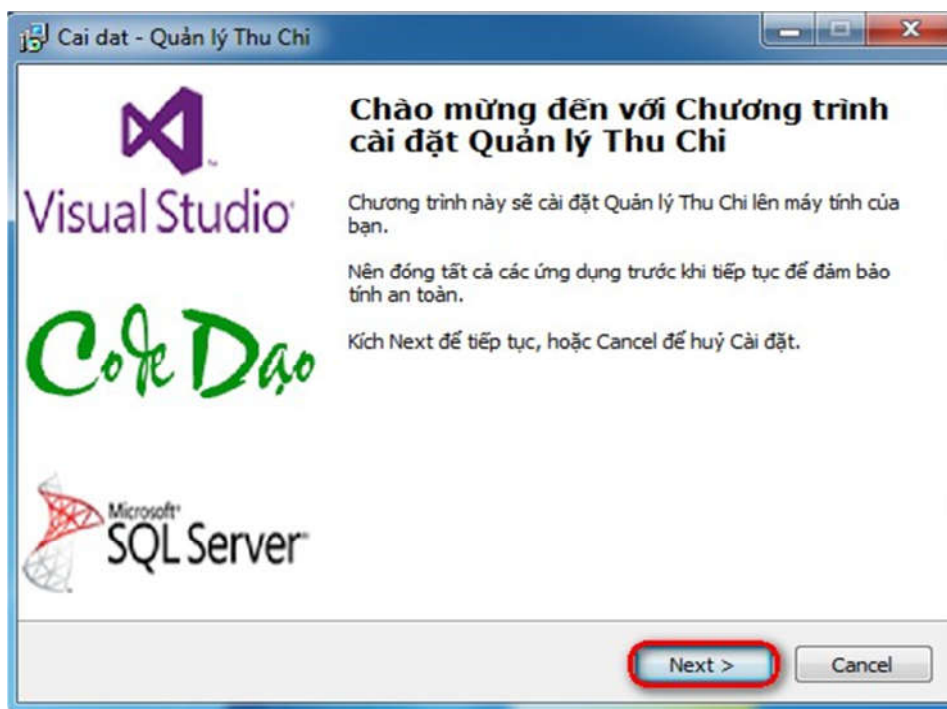 Cai dat - Quản lý Thu Chi
Visual Studio
Code Dạo
Microsoft
SQL Server
Chào mừng đến với Chương trình
cài đặt Quản lý Thu Chi
Chương trình này sẽ cài đặt Quản lý Thu Chi lên máy tính của
bạn.
Nên đóng tất cả các ứng dụng trước khi tiếp tục để đảm bảo
tính an toàn.
Kích Next để tiếp tục, hoặc Cancel để huỷ Cài đặt.
Next >
Cancel